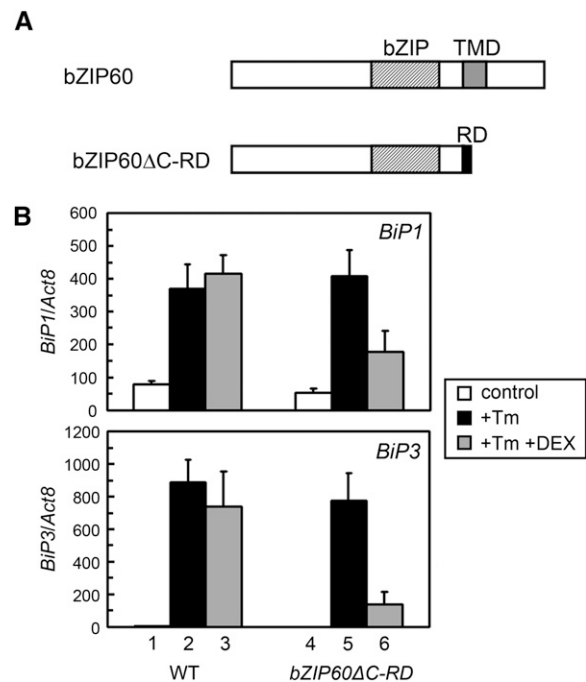 A
bZIP TMD
bZIP60
RD
bZIP60ΔC-RD
B
600
500
400
300
200
100
0
BiP1/Act8
BiP1
control
+Tm
+Tm +DEX
1200
1000
800
600
400
200
0
BiP3/Act8
BiP3
1 2 3 4 5 6
WT bZIP60ΔC-RD